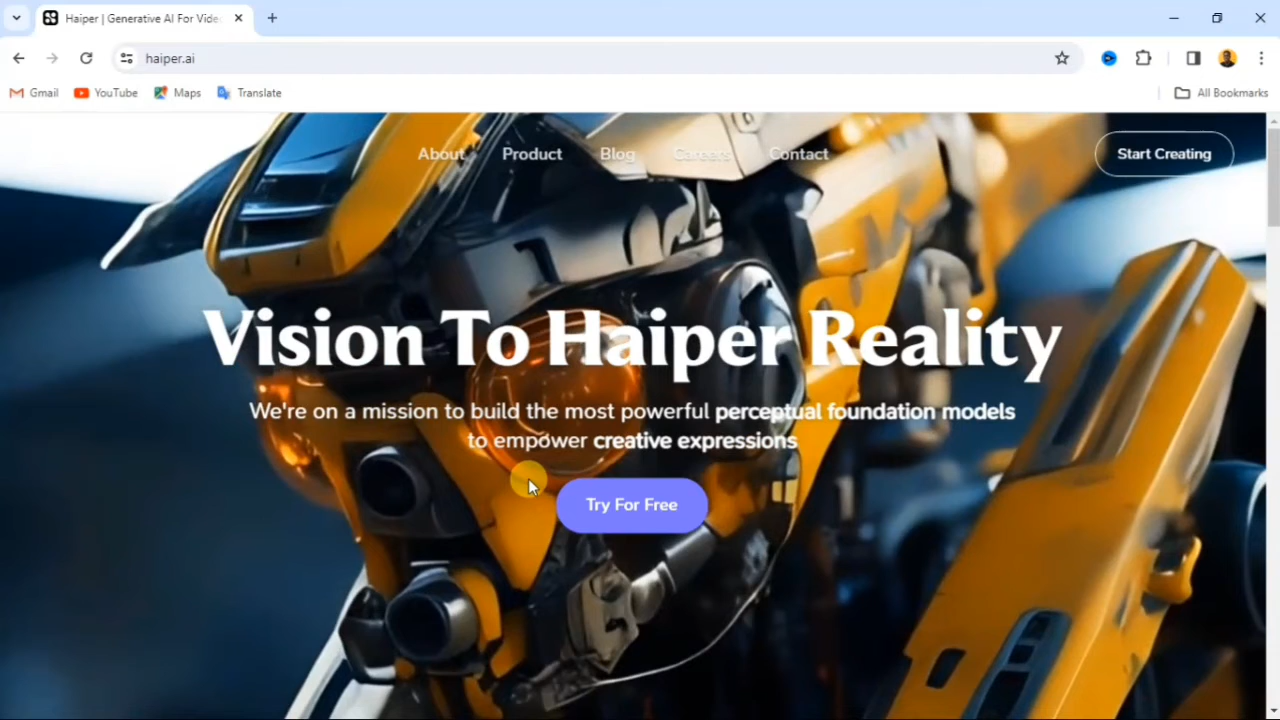 Haiper | Generative AI For Vide
haiper.ai
Gmail YouTube Maps Translate All Bookmarks
About Product Blog Careers Contact Start Creating
Vision To Haiper Reality
We're on a mission to build the most powerful perceptual foundation models
to empower creative expressions
Try For Free